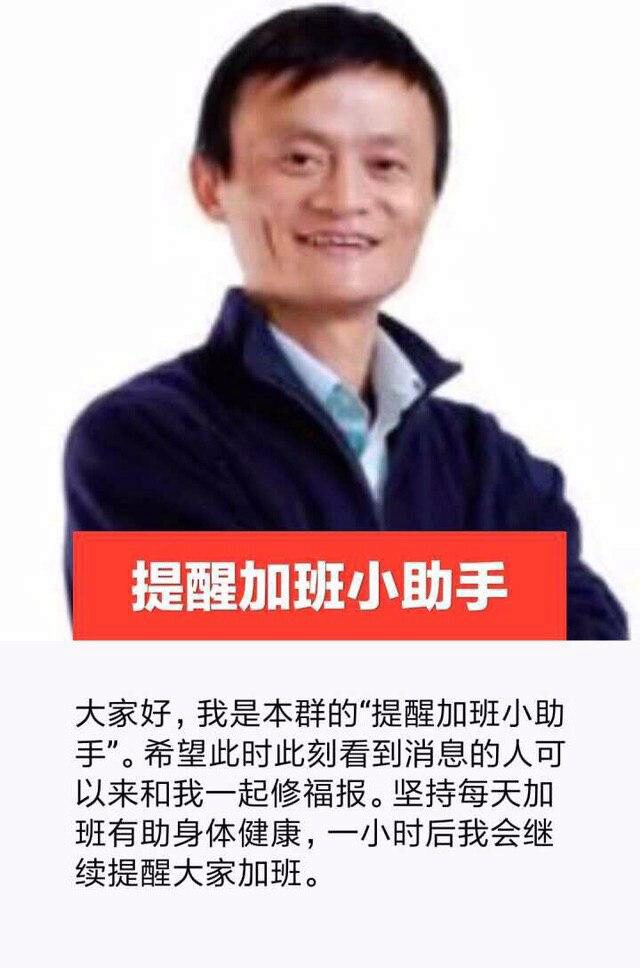 提醒加班小助手
大家好，我是本群的“提醒加班小助
手”。希望此时此刻看到消息的人可
以来和我一起修福报。坚持每天加
班有助身体健康，一小时后我会继
续提醒大家加班。